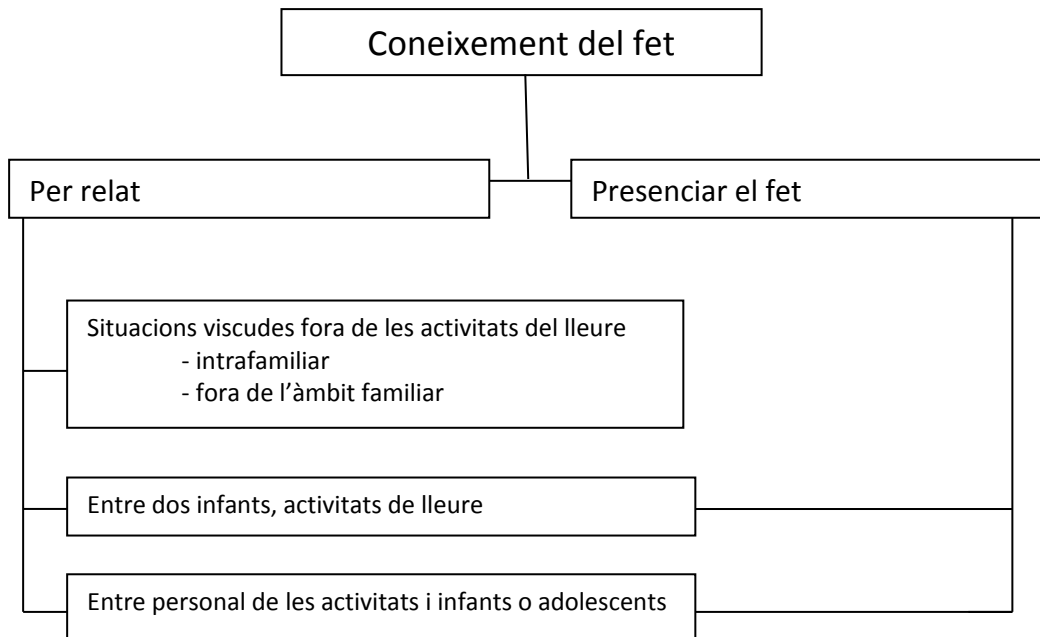 Coneixement del fet
Per relat
Presenciar el fet
Situacions viscudes fora de les activitats del lleure
- intrafamiliar
- fora de l’àmbit familiar
Entre dos infants, activitats de lleure
Entre personal de les activitats i infants o adolescents